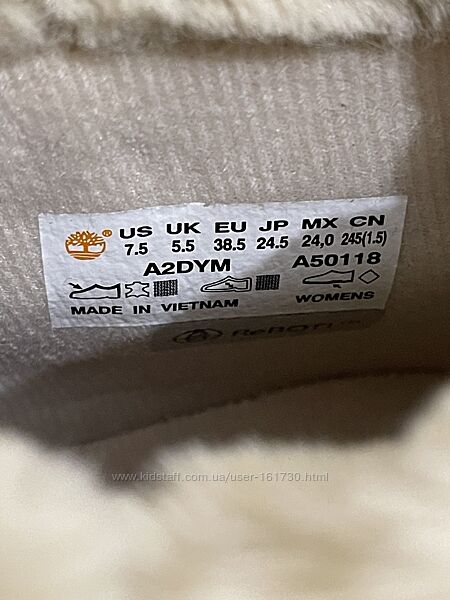 US UK EU JP MX CN
7.5 5.5 38.5 24.5 24,0 245(1.5)
A2DYM A50118
MADE IN VIETNAM WOMENS
ReBOTL
www.kidstaff.com.ua/user-161730.html